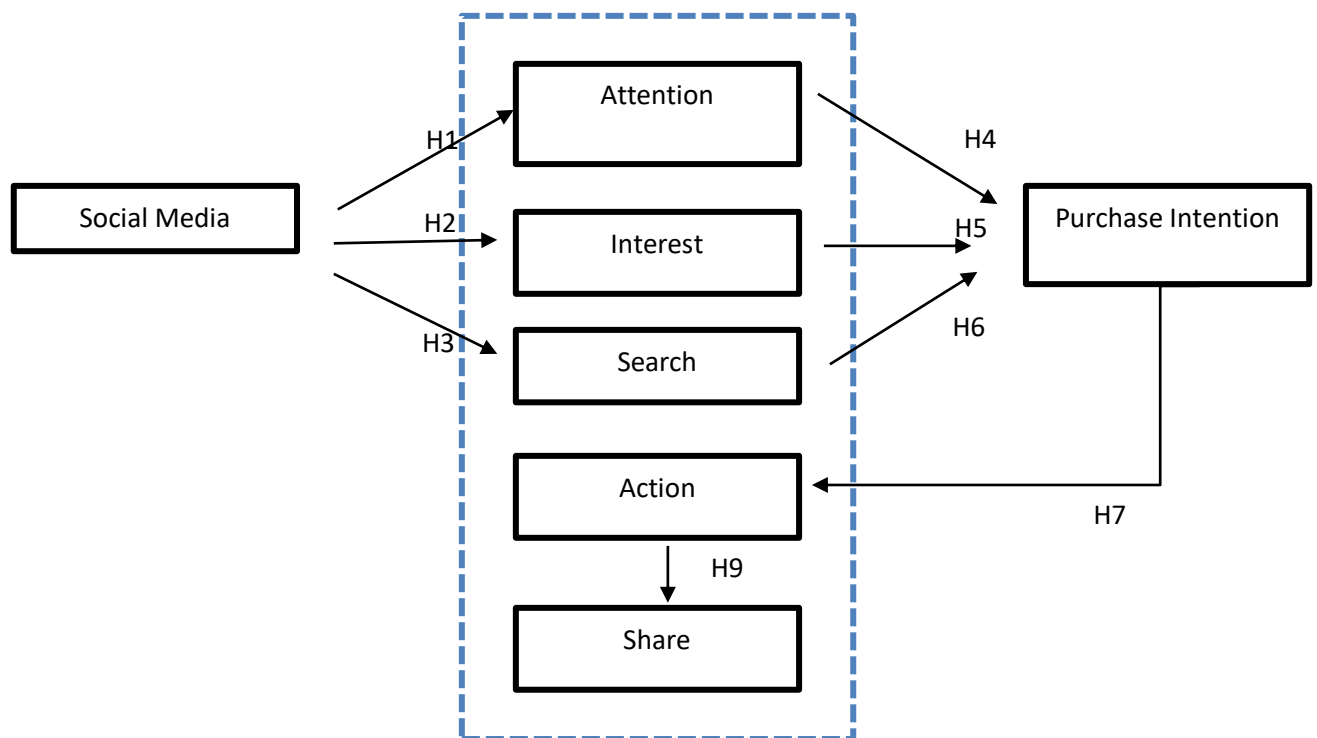 Attention
H1
H4
Social Media
Purchase Intention
H2
Interest
H5
H3
Search
H6
Action
H7
H9
Share